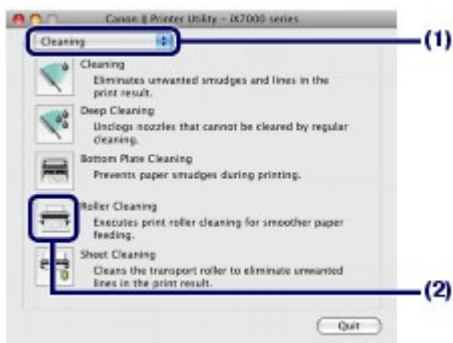 Canon IJ Printer Utility – iX7000 series
Cleaning
(1)
Cleaning
Eliminates unwanted smudges and lines in the
print result.
Deep Cleaning
Unclogs nozzles that cannot be cleared by regular
cleaning.
Bottom Plate Cleaning
Prevents paper smudges during printing.
Roller Cleaning
Executes print roller cleaning for smoother paper
feeding.
Sheet Cleaning
Cleans the transport roller to eliminate unwanted
lines in the print result.
(2)
Quit